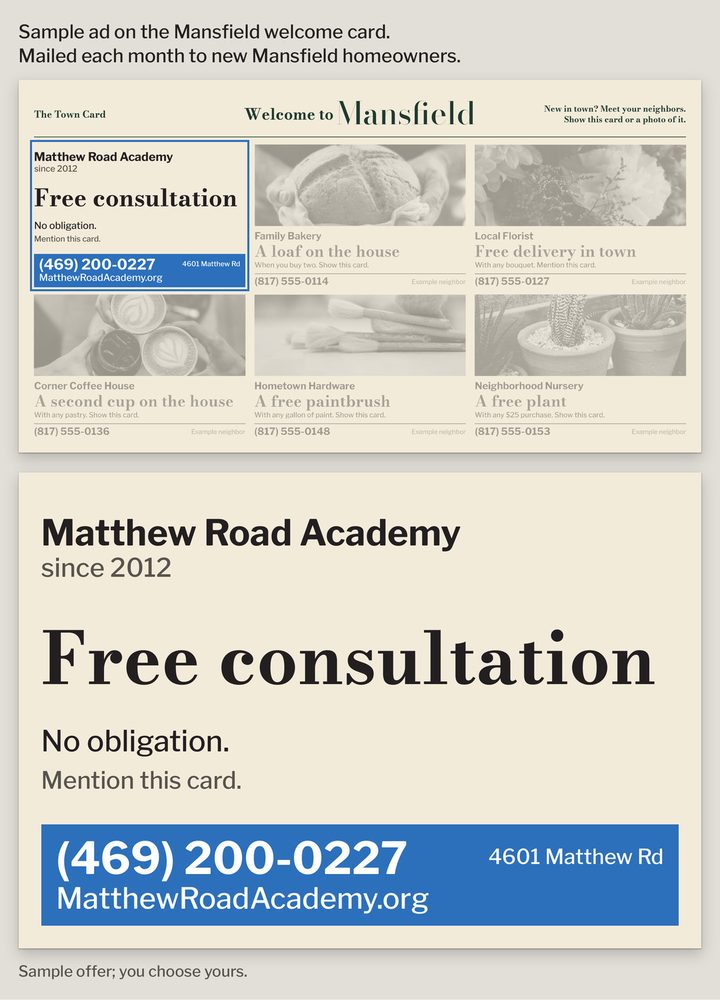 Sample ad on the Mansfield welcome card.
Mailed each month to new Mansfield homeowners.
The Town Card
Welcome to Mansfield
New in town? Meet your neighbors.
Show this card or a photo of it.
Matthew Road Academy
since 2012
Free consultation
No obligation.
Mention this card.
(469) 200-0227
4601 Matthew Rd
MatthewRoadAcademy.org
Family Bakery
A loaf on the house
When you buy two. Show this card.
(817) 555-0114
Example neighbor
Local Florist
Free delivery in town
With any bouquet. Mention this card.
(817) 555-0127
Example neighbor
Corner Coffee House
A second cup on the house
With any pastry. Show this card.
(817) 555-0136
Example neighbor
Hometown Hardware
A free paintbrush
With any gallon of paint. Show this card.
(817) 555-0148
Example neighbor
Neighborhood Nursery
A free plant
With any $25 purchase. Show this card.
(817) 555-0153
Example neighbor
Matthew Road Academy
since 2012
Free consultation
No obligation.
Mention this card.
(469) 200-0227
4601 Matthew Rd
MatthewRoadAcademy.org
Sample offer; you choose yours.